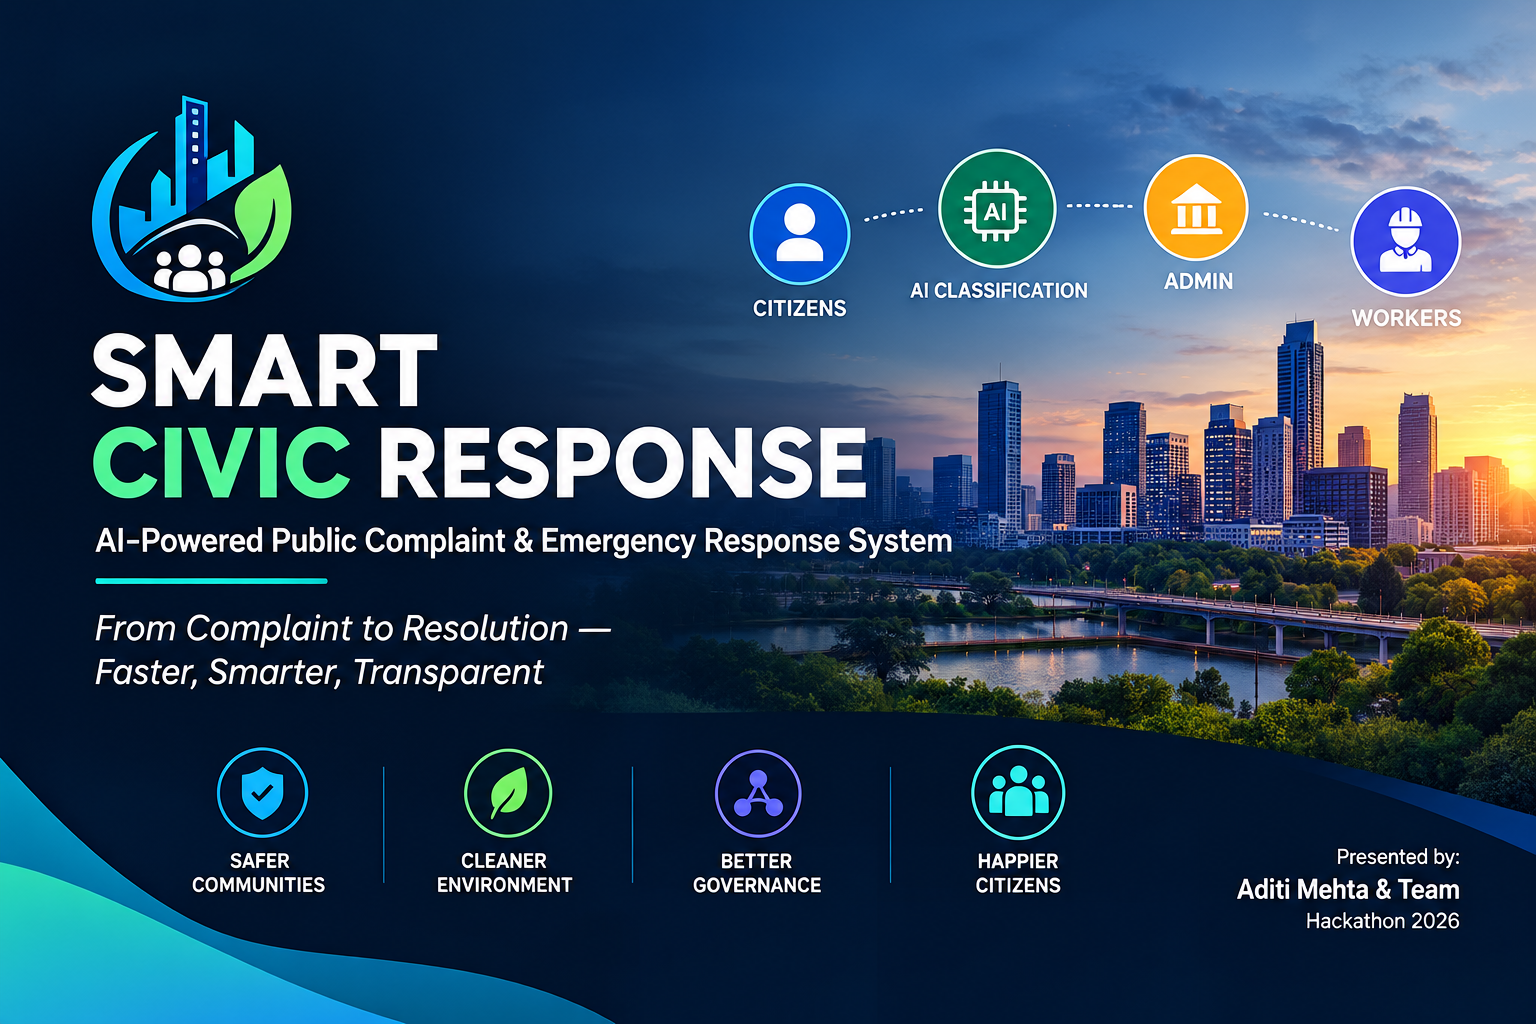 SMART
CIVIC RESPONSE
AI-Powered Public Complaint & Emergency Response System
From Complaint to Resolution —
Faster, Smarter, Transparent
CITIZENS
AI
AI CLASSIFICATION
ADMIN
WORKERS
SAFER
COMMUNITIES
CLEANER
ENVIRONMENT
BETTER
GOVERNANCE
HAPPIER
CITIZENS
Presented by:
Aditi Mehta & Team
Hackathon 2026